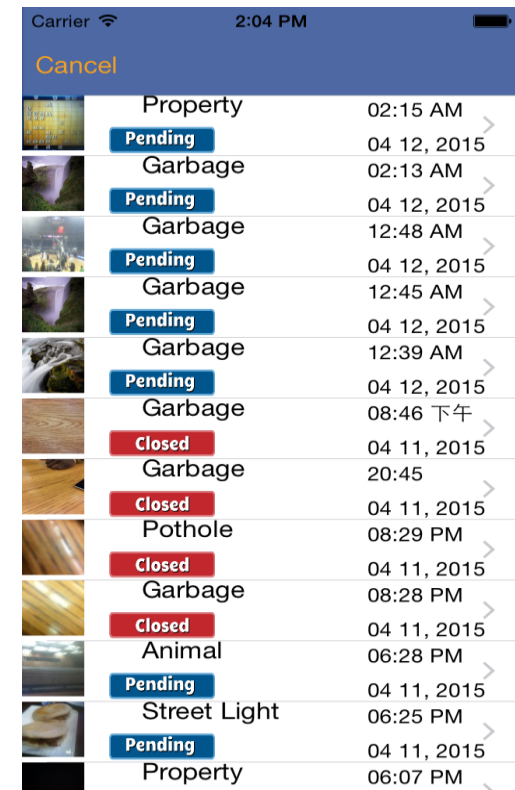 Carrier 2:04 PM
Cancel
Property 02:15 AM
Pending 04 12, 2015
Garbage 02:13 AM
Pending 04 12, 2015
Garbage 12:48 AM
Pending 04 12, 2015
Garbage 12:45 AM
Pending 04 12, 2015
Garbage 12:39 AM
Pending 04 12, 2015
Garbage 08:46 下午
Closed 04 11, 2015
Garbage 20:45
Closed 04 11, 2015
Pothole 08:29 PM
Closed 04 11, 2015
Garbage 08:28 PM
Closed 04 11, 2015
Animal 06:28 PM
Pending 04 11, 2015
Street Light 06:25 PM
Pending 04 11, 2015
Property 06:07 PM